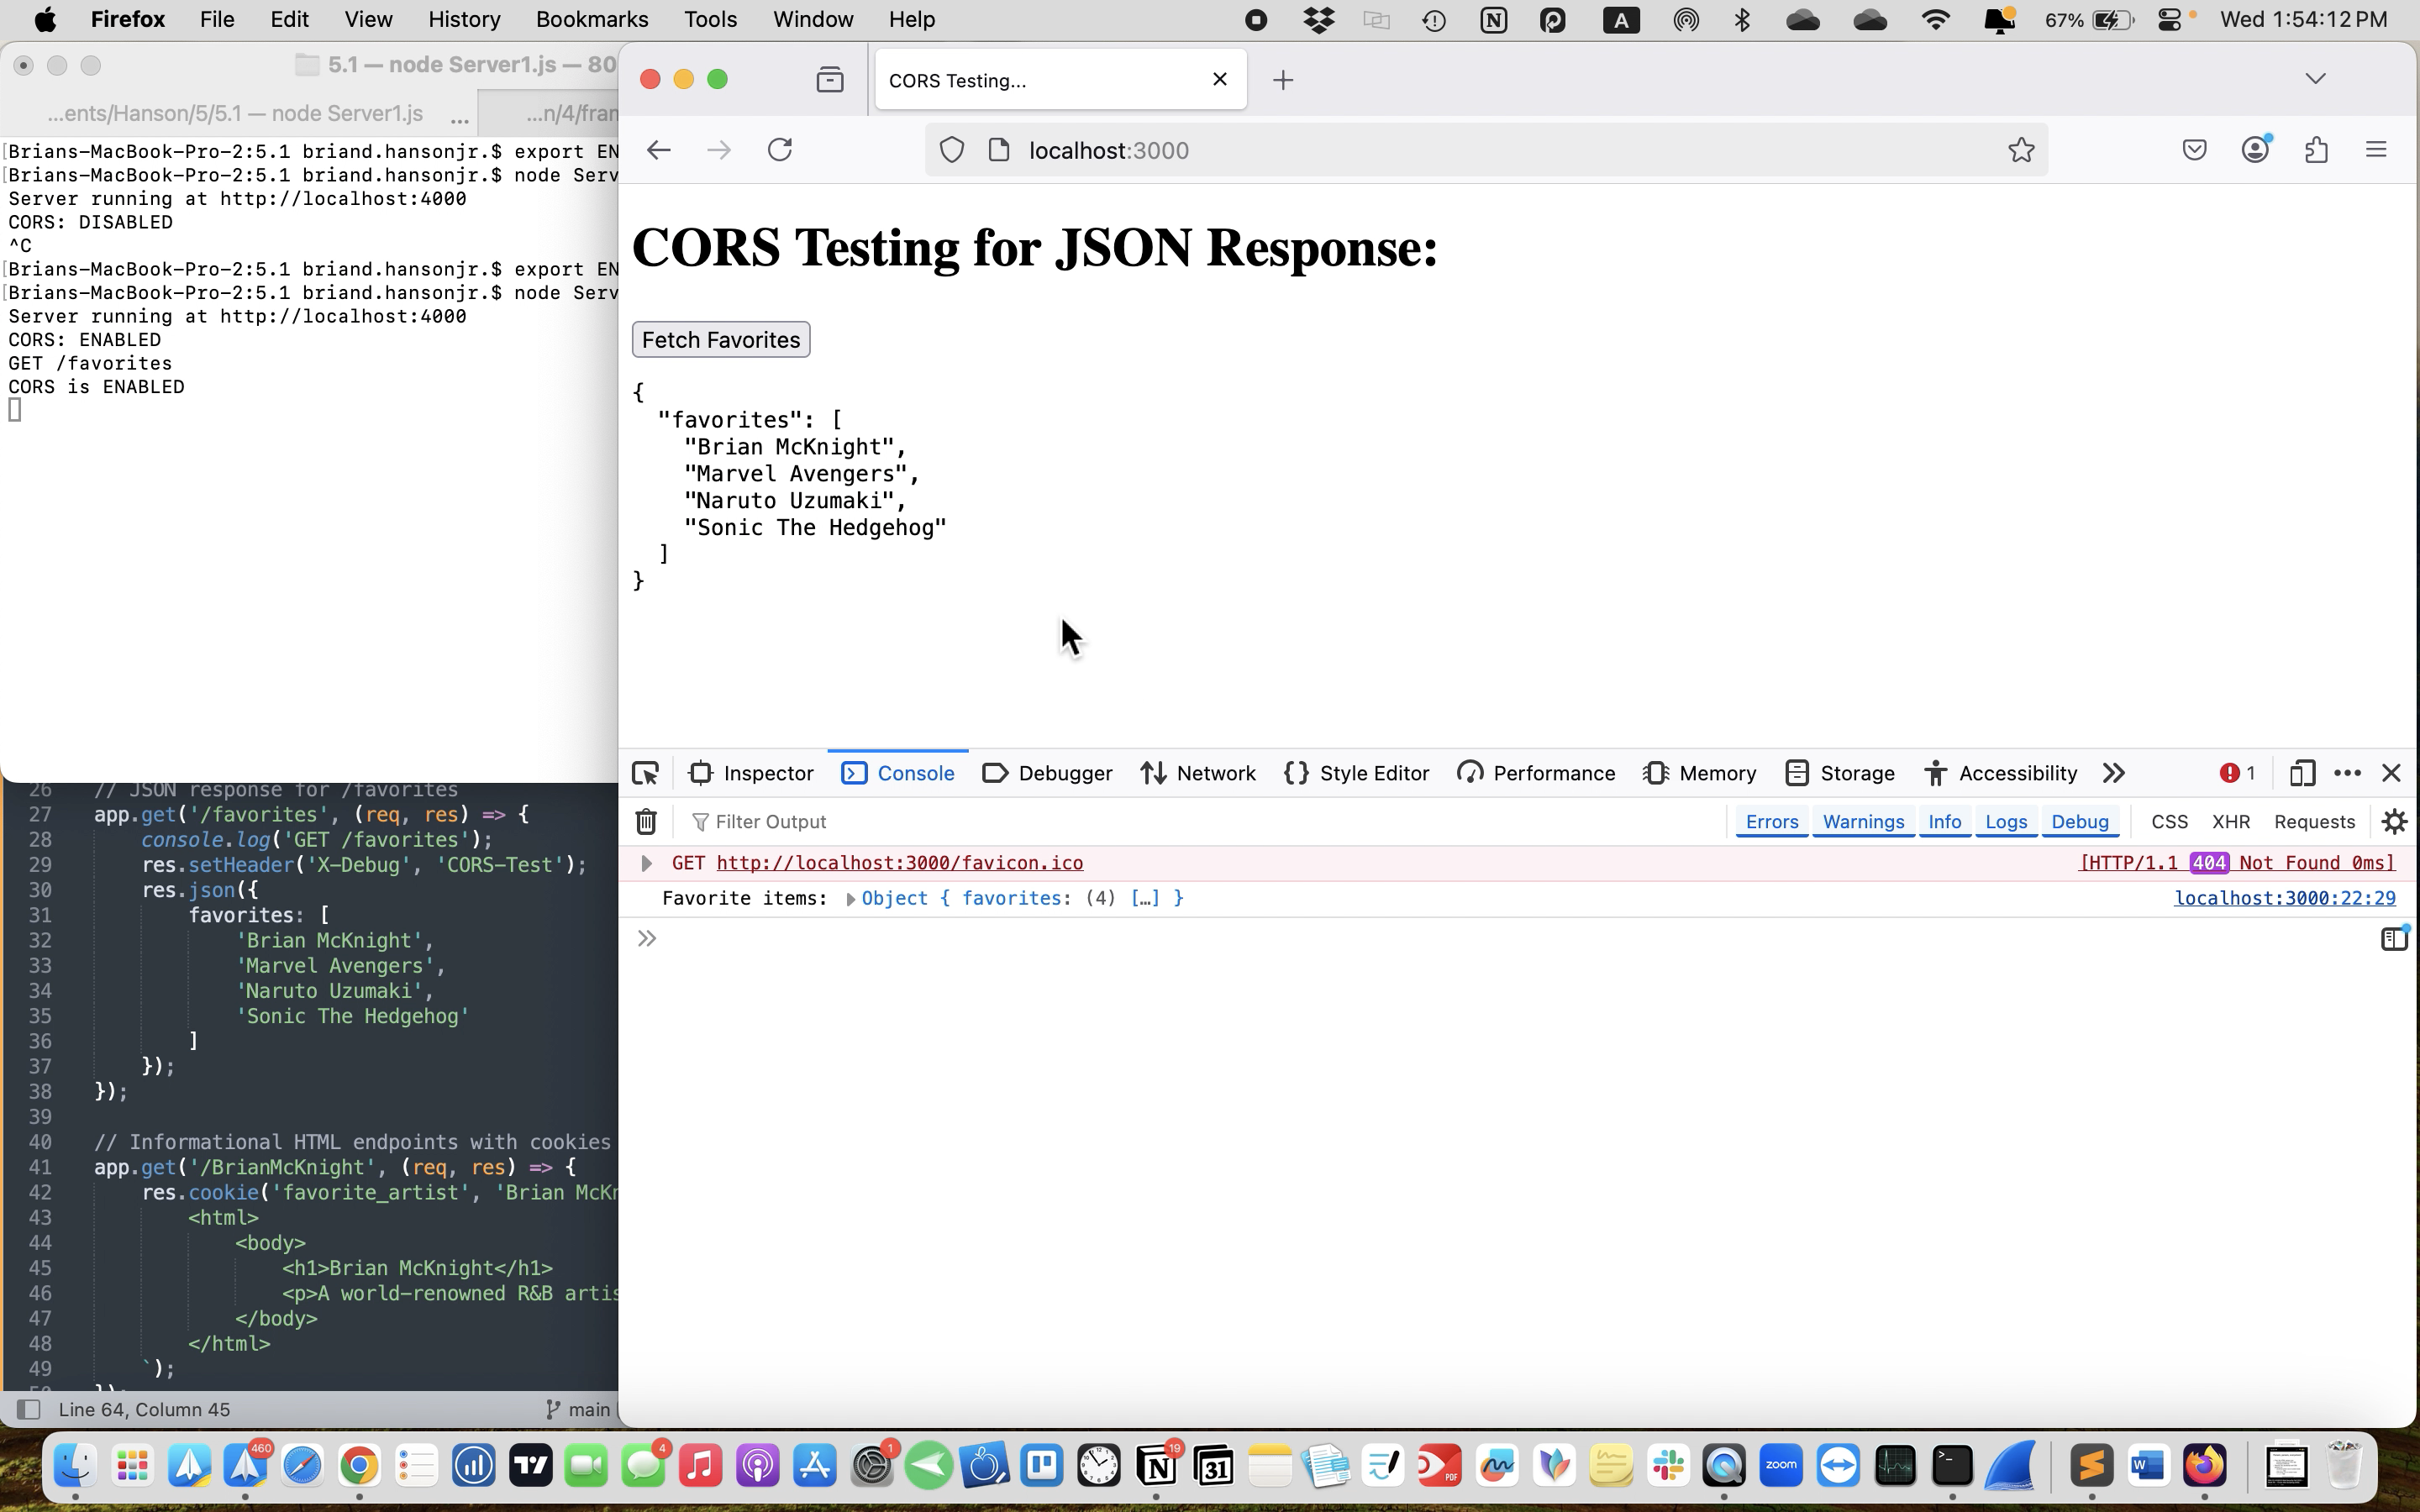 Firefox File Edit View History Bookmarks Tools Window Help
A 67% Wed 1:54:12 PM
5.1 — node Server1.js — 80
...ents/Hanson/5/5.1 — node Server1.js ... ...n/4/fran
[Brians-MacBook-Pro-2:5.1 briand.hansonjr.$ export EN
[Brians-MacBook-Pro-2:5.1 briand.hansonjr.$ node Serv
Server running at http://localhost:4000
CORS: DISABLED
^C
[Brians-MacBook-Pro-2:5.1 briand.hansonjr.$ export EN
[Brians-MacBook-Pro-2:5.1 briand.hansonjr.$ node Serv
Server running at http://localhost:4000
CORS: ENABLED
GET /favorites
CORS is ENABLED
CORS Testing...
localhost:3000
CORS Testing for JSON Response:
Fetch Favorites
{
"favorites": [
"Brian McKnight",
"Marvel Avengers",
"Naruto Uzumaki",
"Sonic The Hedgehog"
]
}
Inspector Console Debugger Network Style Editor Performance Memory Storage Accessibility 1
Filter Output Errors Warnings Info Logs Debug CSS XHR Requests
GET http://localhost:3000/favicon.ico [HTTP/1.1 404 Not Found 0ms]
Favorite items: Object { favorites: (4) […] } localhost:3000:22:29
26 // JSON response for /favorites
27 app.get('/favorites', (req, res) => {
28 console.log('GET /favorites');
29 res.setHeader('X-Debug', 'CORS-Test');
30 res.json({
31 favorites: [
32 'Brian McKnight',
33 'Marvel Avengers',
34 'Naruto Uzumaki',
35 'Sonic The Hedgehog'
36 ]
37 });
38 });
39
40 // Informational HTML endpoints with cookies
41 app.get('/BrianMcKnight', (req, res) => {
42 res.cookie('favorite_artist', 'Brian McKn
43 <html>
44 <body>
45 <h1>Brian McKnight</h1>
46 <p>A world-renowned R&B artis
47 </body>
48 </html>
49 `);
Line 64, Column 45 main
460 4 1 19 31 PDF zoom